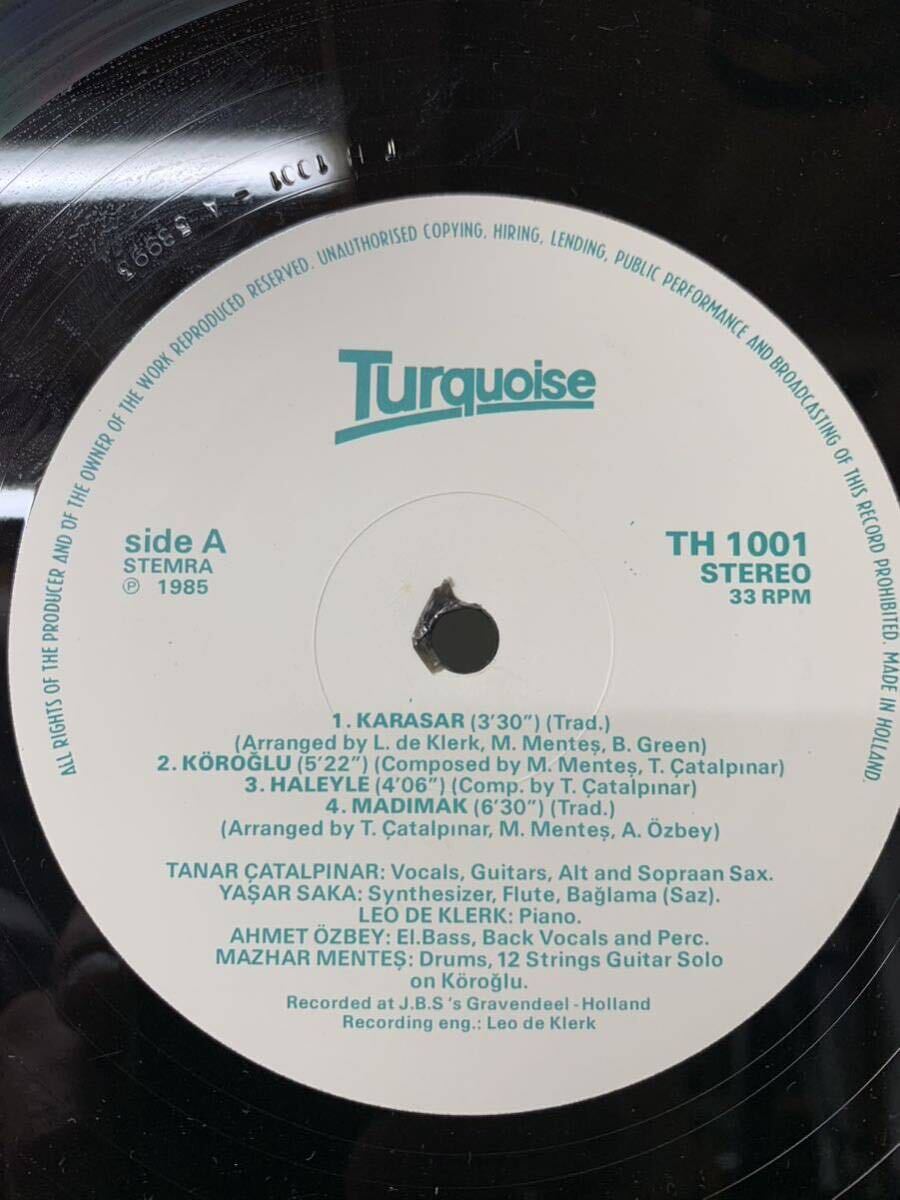 TH 1001 - A 53993
ALL RIGHTS OF THE PRODUCER AND OF THE OWNER OF THE WORK REPRODUCED RESERVED. UNAUTHORISED COPYING, HIRING, LENDING, PUBLIC PERFORMANCE AND BROADCASTING OF THIS RECORD PROHIBITED. MADE IN HOLLAND.
Turquoise
side A
STEMRA
℗ 1985
TH 1001
STEREO
33 RPM
1. KARASAR (3'30") (Trad.)
(Arranged by L. de Klerk, M. Menteş, B. Green)
2. KÖROĞLU (5'22") (Composed by M. Menteş, T. Çatalpınar)
3. HALEYLE (4'06") (Comp. by T. Çatalpınar)
4. MADIMAK (6'30") (Trad.)
(Arranged by T. Çatalpınar, M. Menteş, A. Özbey)
TANAR ÇATALPINAR: Vocals, Guitars, Alt and Sopraan Sax.
YAŞAR SAKA: Synthesizer, Flute, Bağlama (Saz).
LEO DE KLERK: Piano.
AHMET ÖZBEY: El.Bass, Back Vocals and Perc.
MAZHAR MENTEŞ: Drums, 12 Strings Guitar Solo
on Köroğlu.
Recorded at J.B.S 's Gravendeel - Holland
Recording eng.: Leo de Klerk